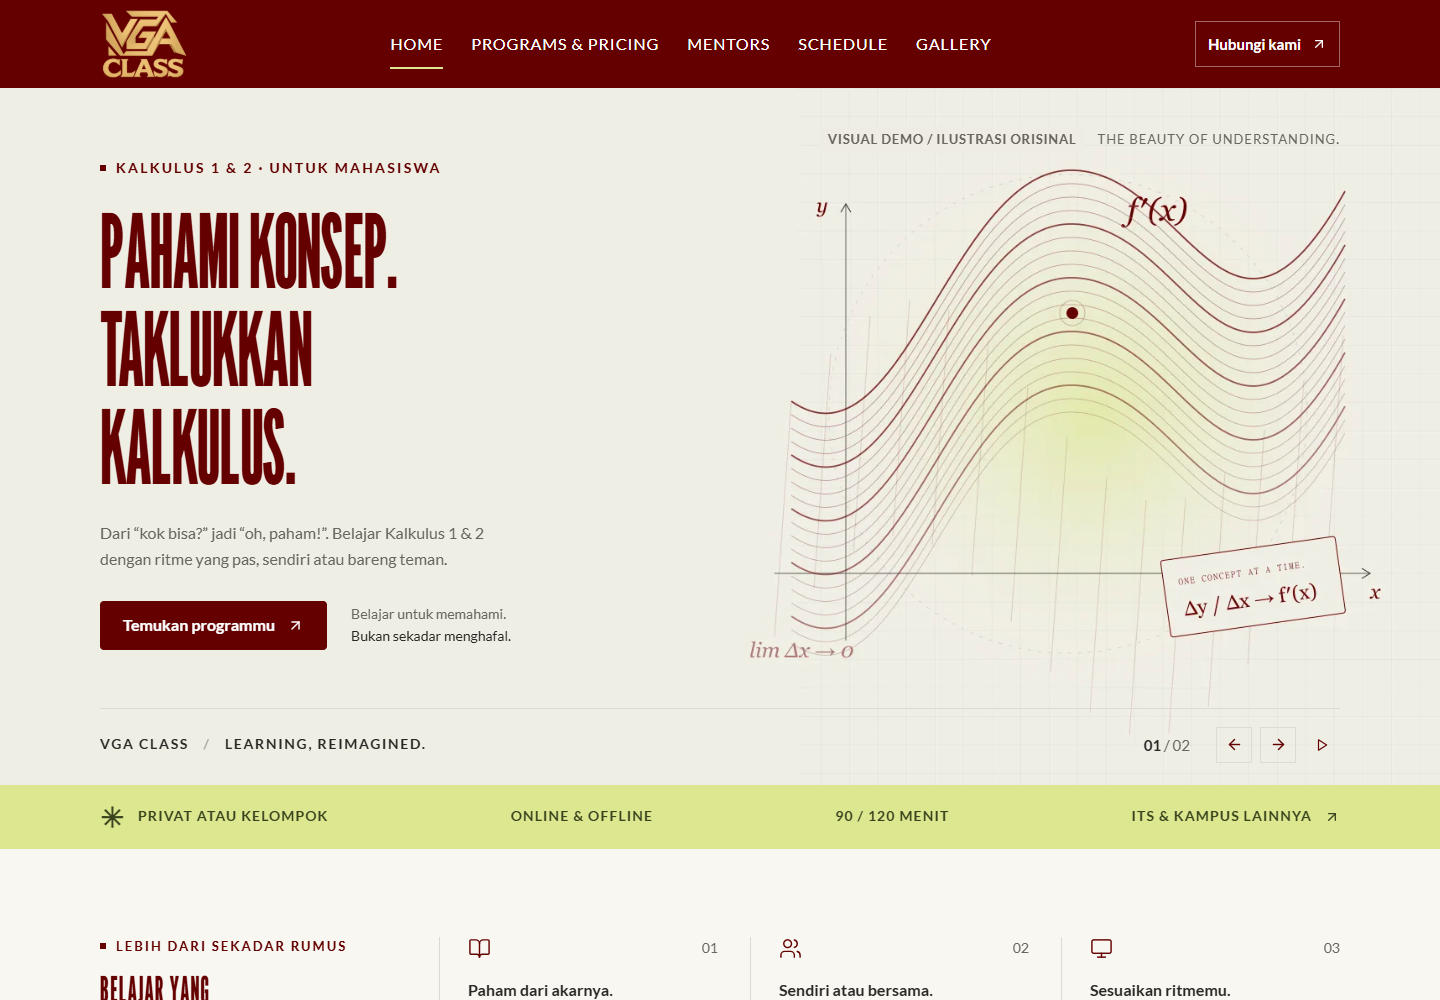 VGA
CLASS
HOME
PROGRAMS & PRICING
MENTORS
SCHEDULE
GALLERY
Hubungi kami
VISUAL DEMO / ILUSTRASI ORISINAL
THE BEAUTY OF UNDERSTANDING.
KALKULUS 1 & 2 · UNTUK MAHASISWA
PAHAMI KONSEP.
TAKLUKKAN
KALKULUS.
Dari “kok bisa?” jadi “oh, paham!”. Belajar Kalkulus 1 & 2
dengan ritme yang pas, sendiri atau bareng teman.
Temukan programmu
Belajar untuk memahami.
Bukan sekadar menghafal.
y
f′(x)
ONE CONCEPT AT A TIME.
Δy / Δx → f′(x)
x
lim Δx → 0
VGA CLASS / LEARNING, REIMAGINED.
01 / 02
PRIVAT ATAU KELOMPOK
ONLINE & OFFLINE
90 / 120 MENIT
ITS & KAMPUS LAINNYA
LEBIH DARI SEKADAR RUMUS
BELAJAR YANG
01
Paham dari akarnya.
02
Sendiri atau bersama.
03
Sesuaikan ritmemu.